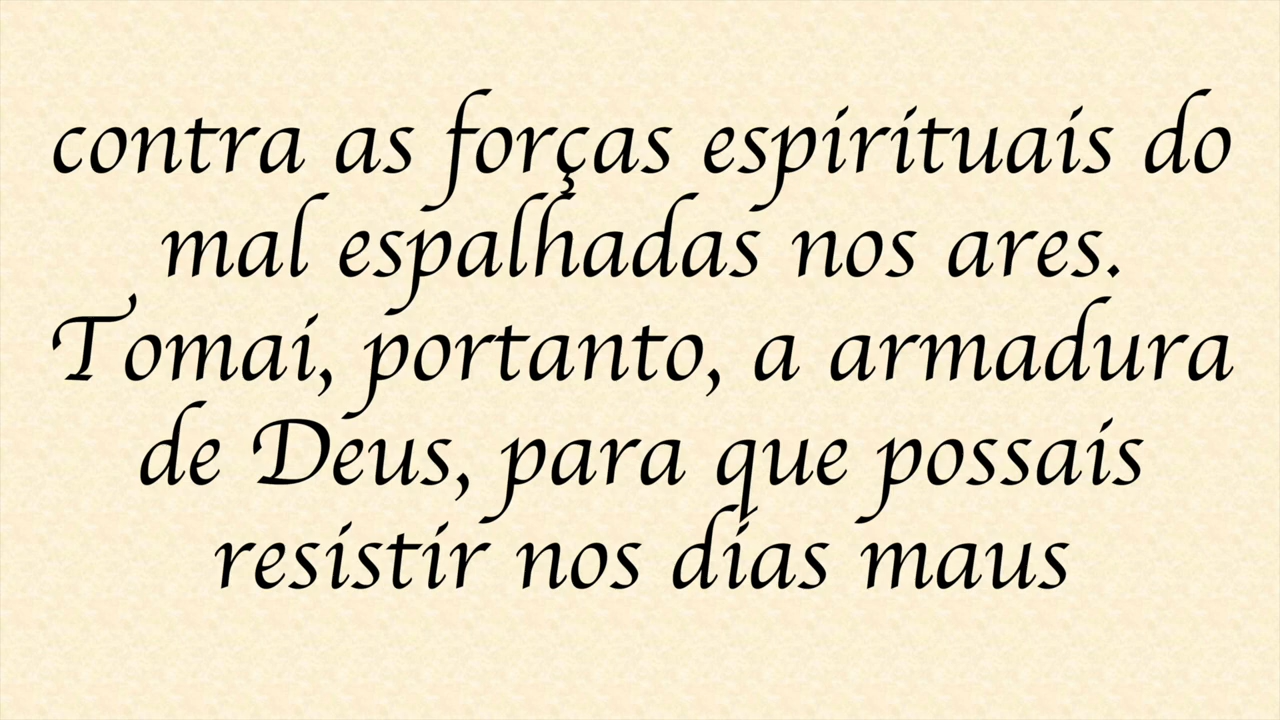 contra as forças espirituais do
mal espalhadas nos ares.
Tomai, portanto, a armadura
de Deus, para que possais
resistir nos dias maus